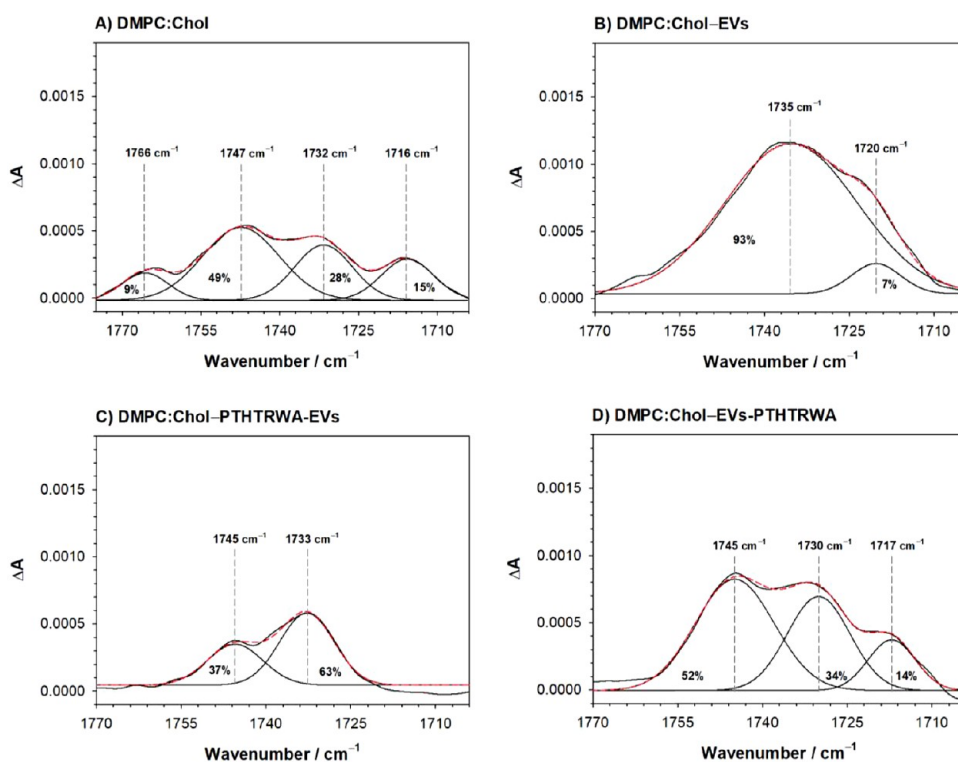 A) DMPC:Chol
B) DMPC:Chol–EVs
0.0015
0.0010
0.0005
0.0000
ΔA
1766 cm⁻¹
1747 cm⁻¹
1732 cm⁻¹
1716 cm⁻¹
9%
49%
28%
15%
1770
1755
1740
1725
1710
Wavenumber / cm⁻¹
0.0015
0.0010
0.0005
0.0000
ΔA
1735 cm⁻¹
1720 cm⁻¹
93%
7%
1770
1755
1740
1725
1710
Wavenumber / cm⁻¹
C) DMPC:Chol–PTHTRWA-EVs
D) DMPC:Chol–EVs-PTHTRWA
0.0015
0.0010
0.0005
0.0000
ΔA
1745 cm⁻¹
1733 cm⁻¹
37%
63%
1770
1755
1740
1725
1710
Wavenumber / cm⁻¹
0.0015
0.0010
0.0005
0.0000
ΔA
1745 cm⁻¹
1730 cm⁻¹
1717 cm⁻¹
52%
34%
14%
1770
1755
1740
1725
1710
Wavenumber / cm⁻¹